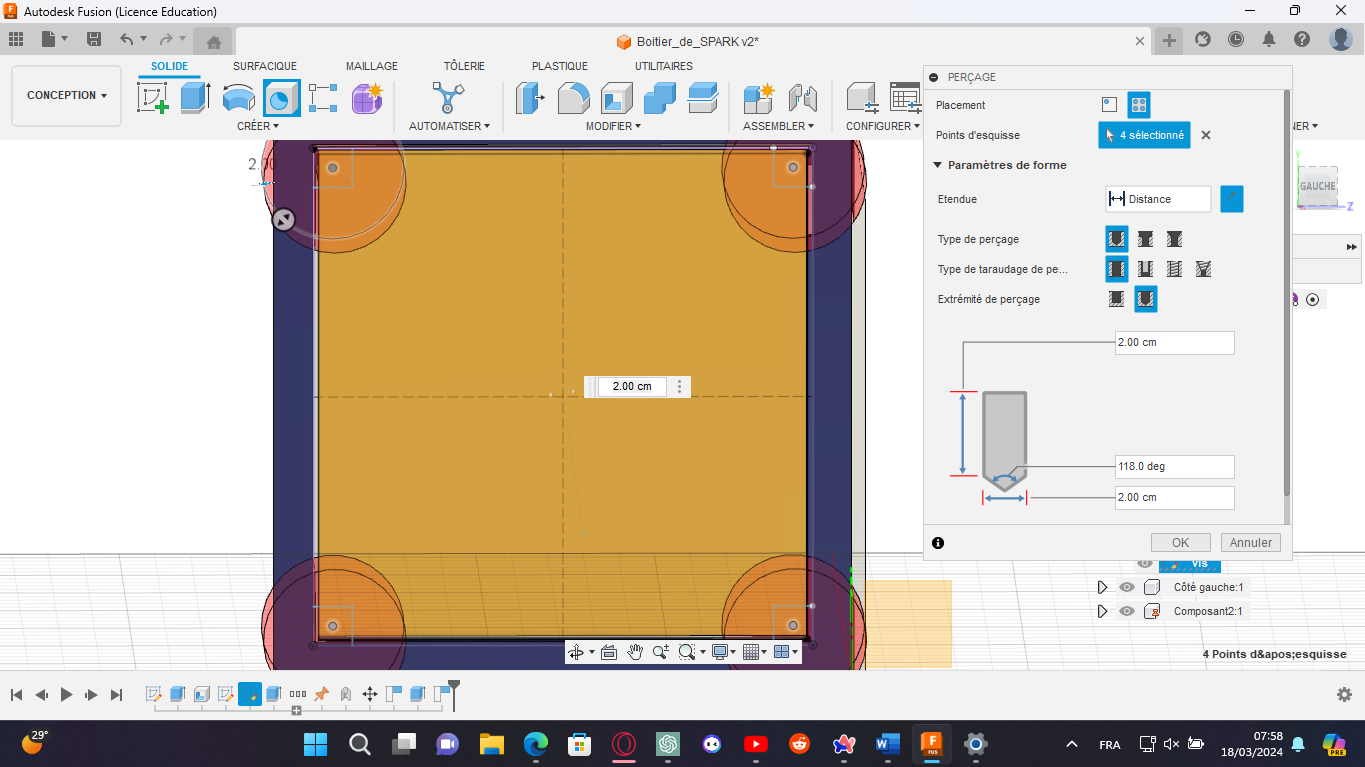 Autodesk Fusion (Licence Education)
Boitier_de_SPARK v2*
CONCEPTION
SOLIDE
SURFACIQUE
MAILLAGE
TÔLERIE
PLASTIQUE
UTILITAIRES
CRÉER
AUTOMATISER
MODIFIER
ASSEMBLER
CONFIGURER
NER
PERÇAGE
Placement
Points d'esquisse
4 sélectionné
Paramètres de forme
Etendue
Distance
Type de perçage
Type de taraudage de pe...
Extrémité de perçage
2.00 cm
118.0 deg
2.00 cm
OK
Annuler
2.00
2.00 cm
Y
GAUCHE
Z
Vis
Côté gauche:1
Composant2:1
4 Points d&apos;esquisse
29°
FRA
07:58
18/03/2024